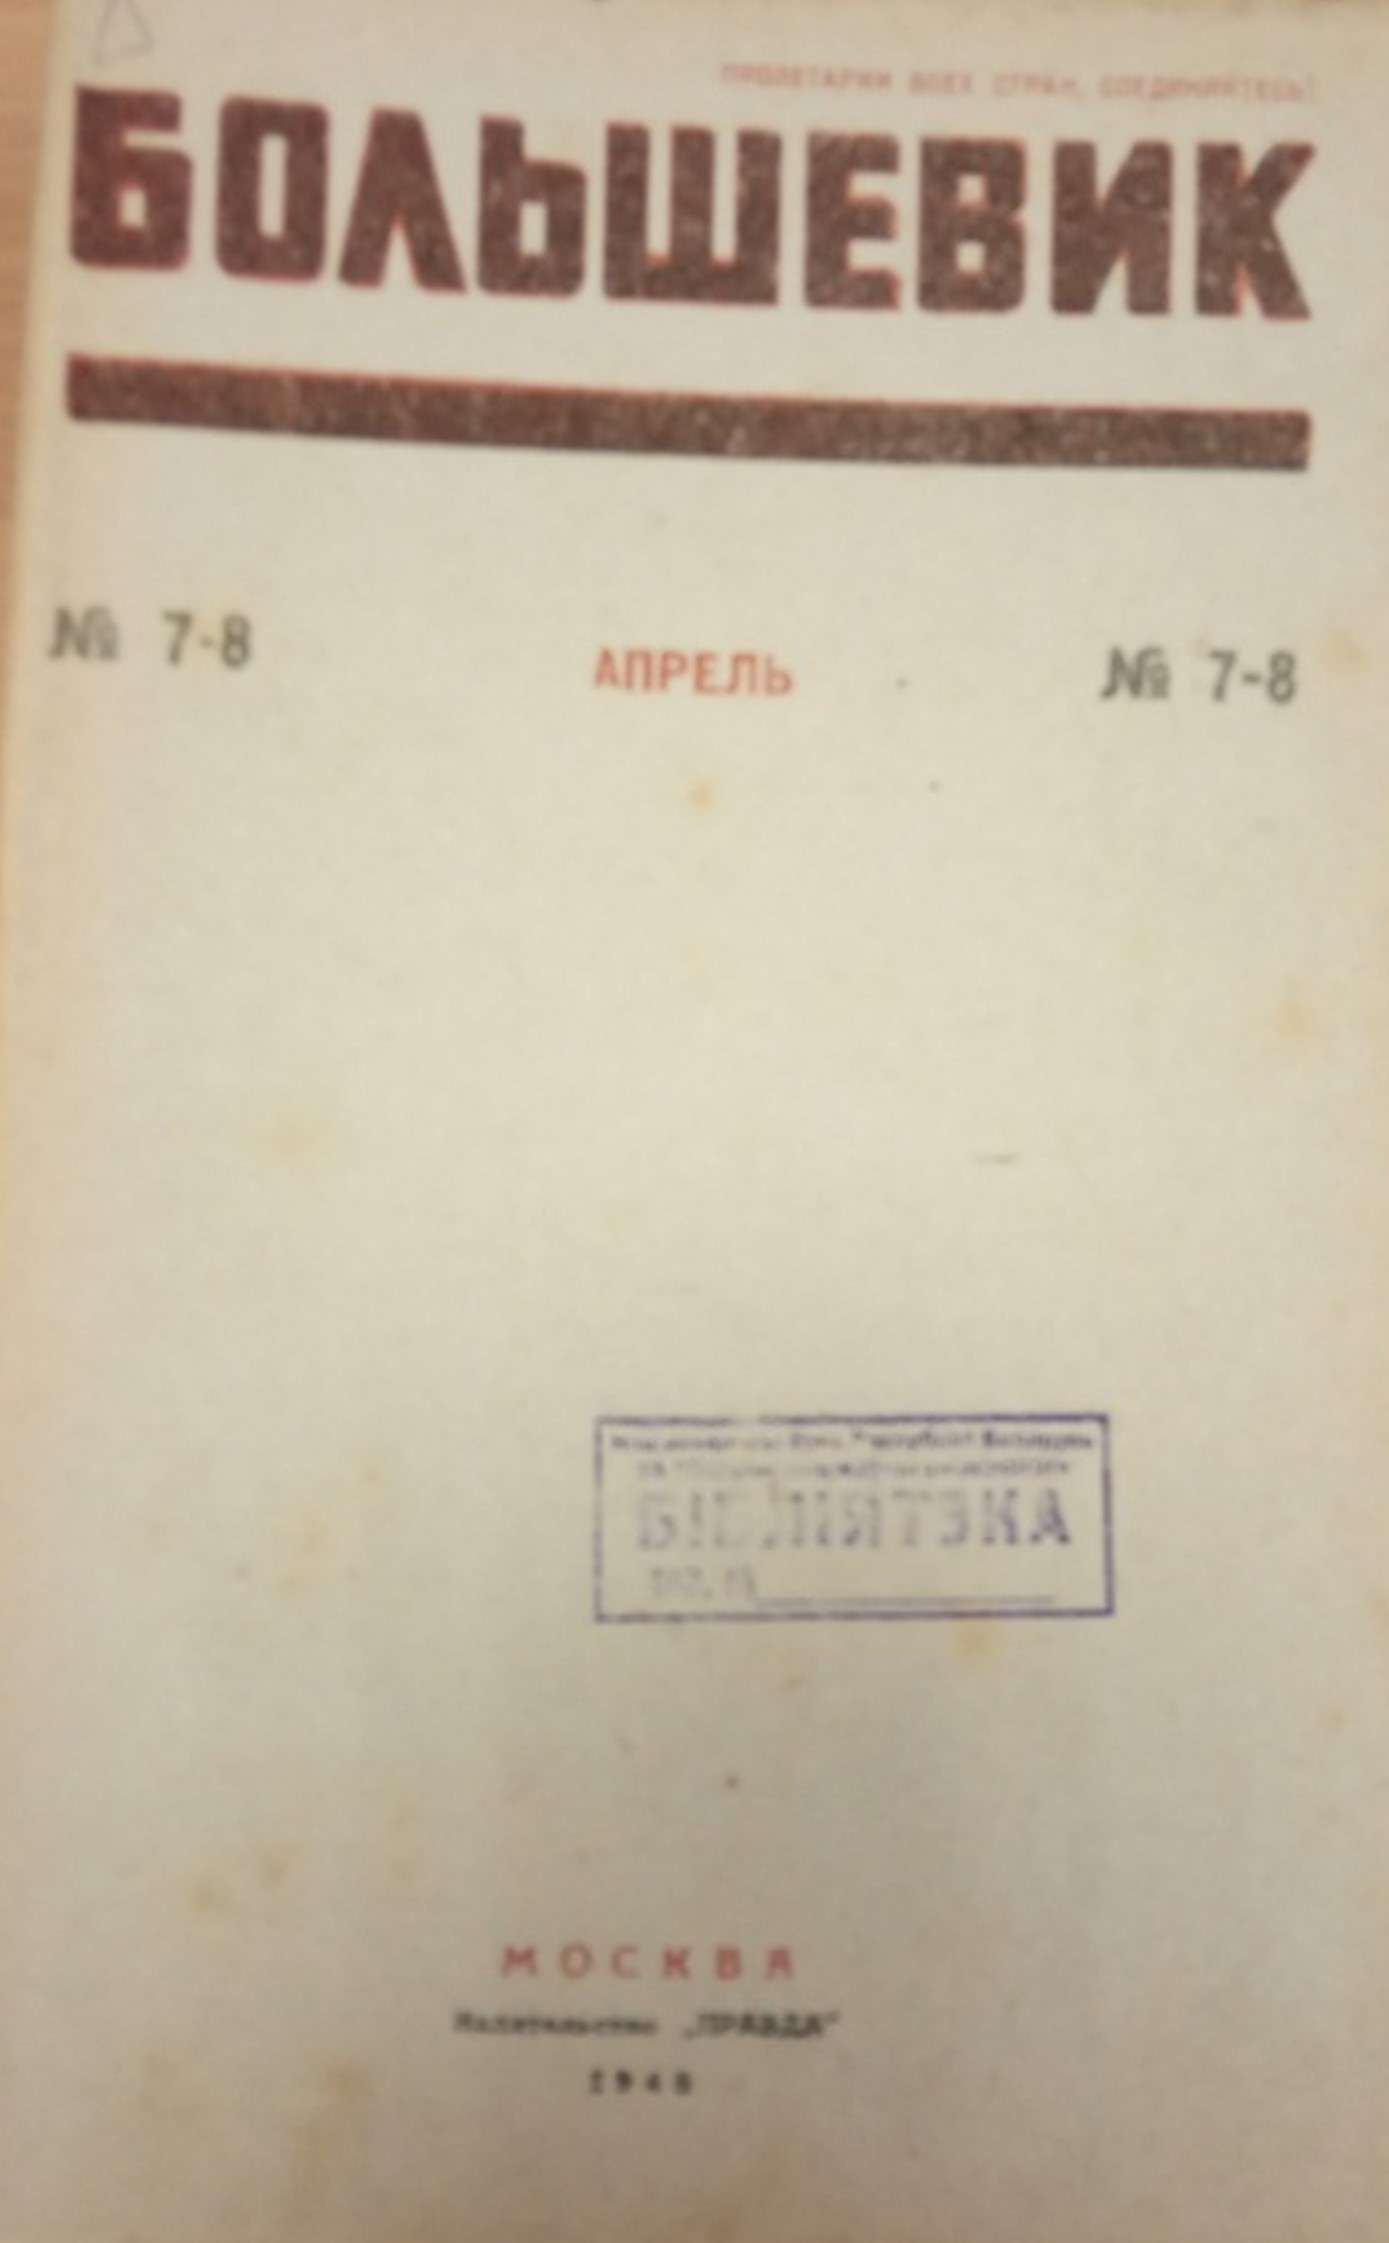 ПРОЛЕТАРИИ ВСЕХ СТРАН, СОЕДИНЯЙТЕСЬ!
БОЛЬШЕВИК
№ 7-8 АПРЕЛЬ № 7-8
БІБЛІЯТЭКА
МОСКВА
Издательство „ПРАВДА“